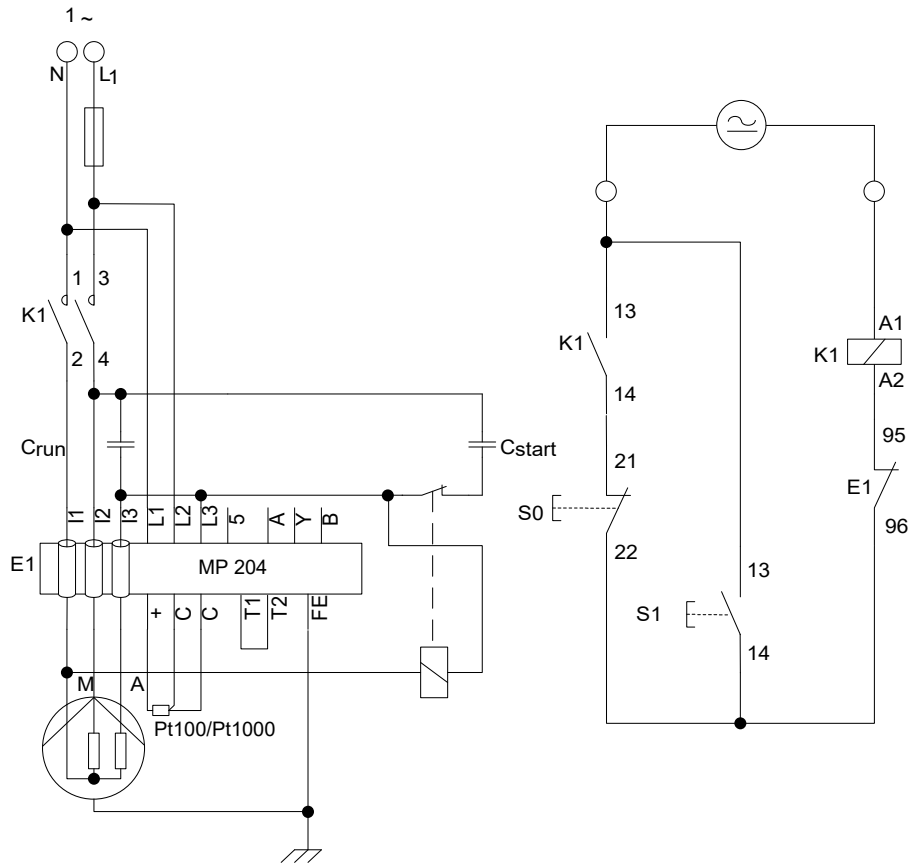 1 ~
N
L1
1
3
K1
2
4
Crun
Cstart
I1
I2
I3
L1
L2
L3
5
A
Y
B
E1
MP 204
+
C
C
T1
T2
FE
M
A
Pt100/Pt1000
13
K1
14
21
S0
22
13
S1
14
A1
K1
A2
95
E1
96